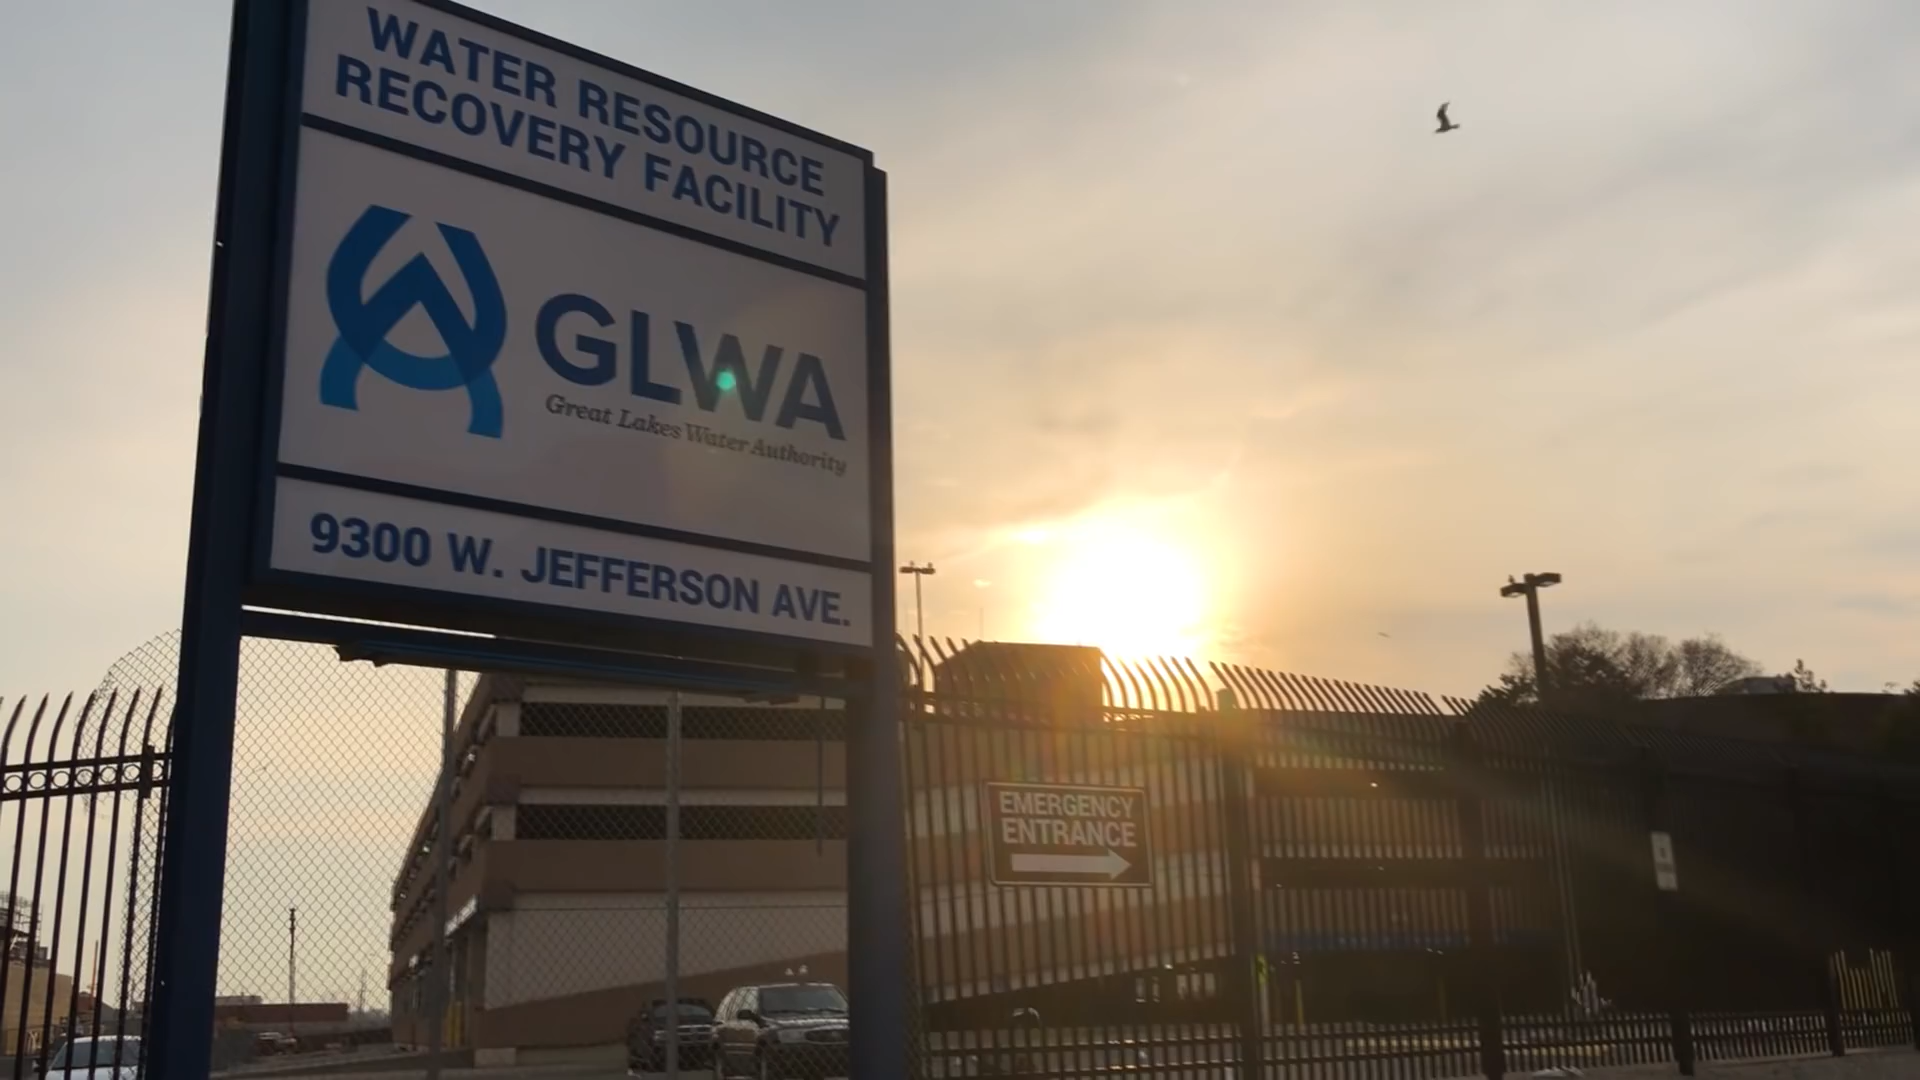 WATER RESOURCE
RECOVERY FACILITY
GLWA
Great Lakes Water Authority
9300 W. JEFFERSON AVE.
EMERGENCY
ENTRANCE